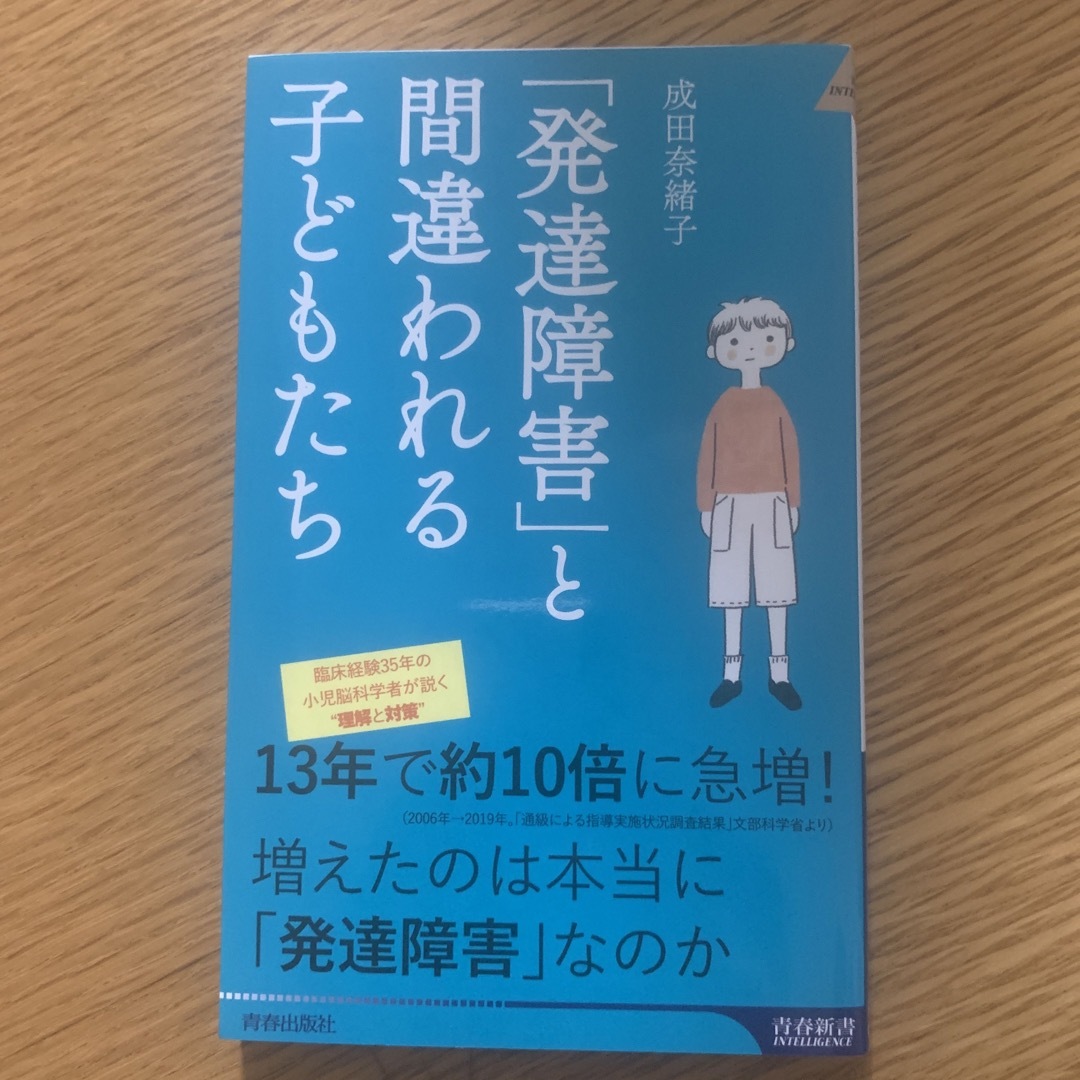 成田奈緒子
「発達障害」と
間違われる
子どもたち
臨床経験35年の
小児脳科学者が説く
“理解と対策”
13年で約10倍に急増!
(2006年→2019年。「通級による指導実施状況調査結果」文部科学省より)
増えたのは本当に
「発達障害」なのか
青春出版社
青春新書
INTELLIGENCE